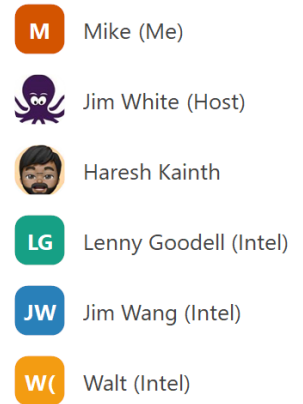 M Mike (Me)
Jim White (Host)
Haresh Kainth
LG Lenny Goodell (Intel)
JW Jim Wang (Intel)
W( Walt (Intel)